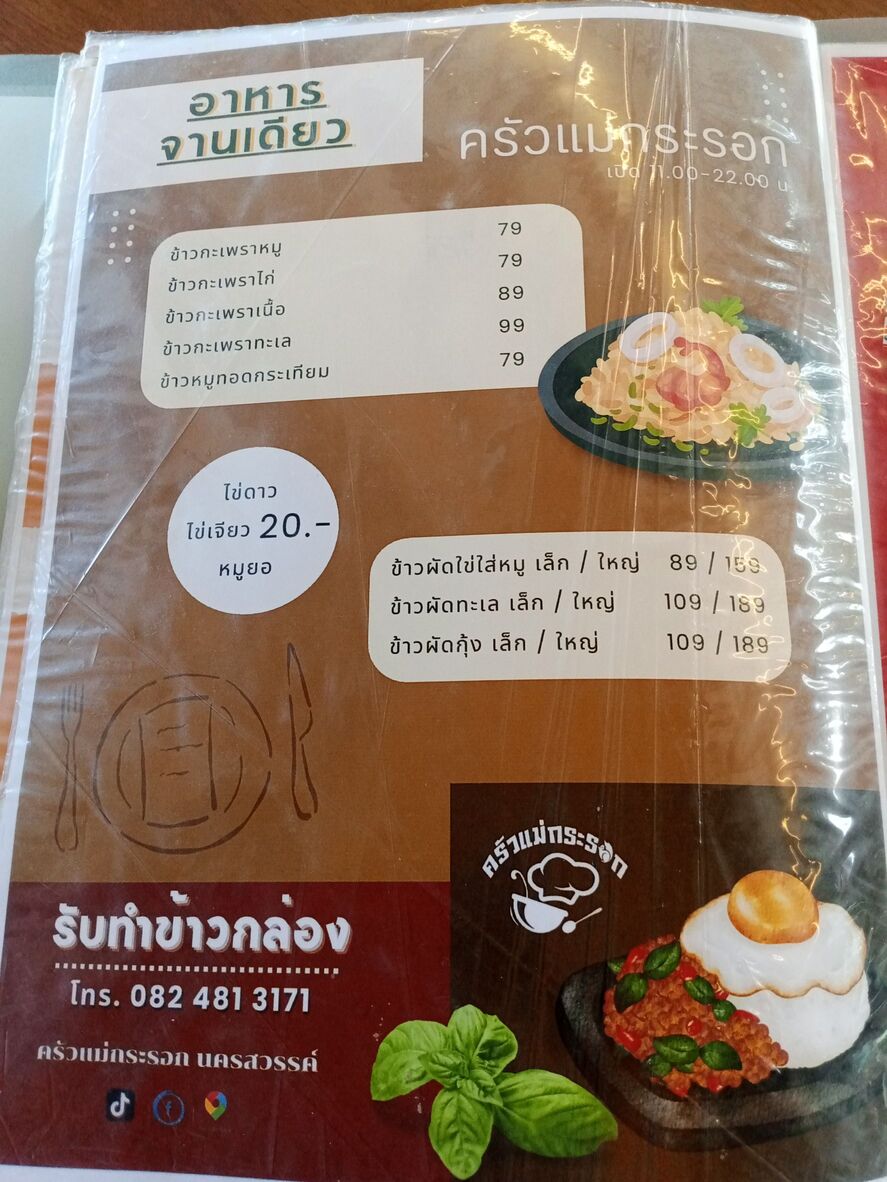 อาหาร
จานเดียว
ครัวแม่กระรอก
เปิด 11.00-22.00 น.
ข้าวกะเพราหมู 79
ข้าวกะเพราไก่ 79
ข้าวกะเพราเนื้อ 89
ข้าวกะเพราทะเล 99
ข้าวหมูทอดกระเทียม 79
ไข่ดาว
ไข่เจียว 20.-
หมูยอ
ข้าวผัดไข่ใส่หมู เล็ก / ใหญ่ 89 / 159
ข้าวผัดทะเล เล็ก / ใหญ่ 109 / 189
ข้าวผัดกุ้ง เล็ก / ใหญ่ 109 / 189
ครัวแม่กระรอก
รับทำข้าวกล่อง
โทร. 082 481 3171
ครัวแม่กระรอก นครสวรรค์